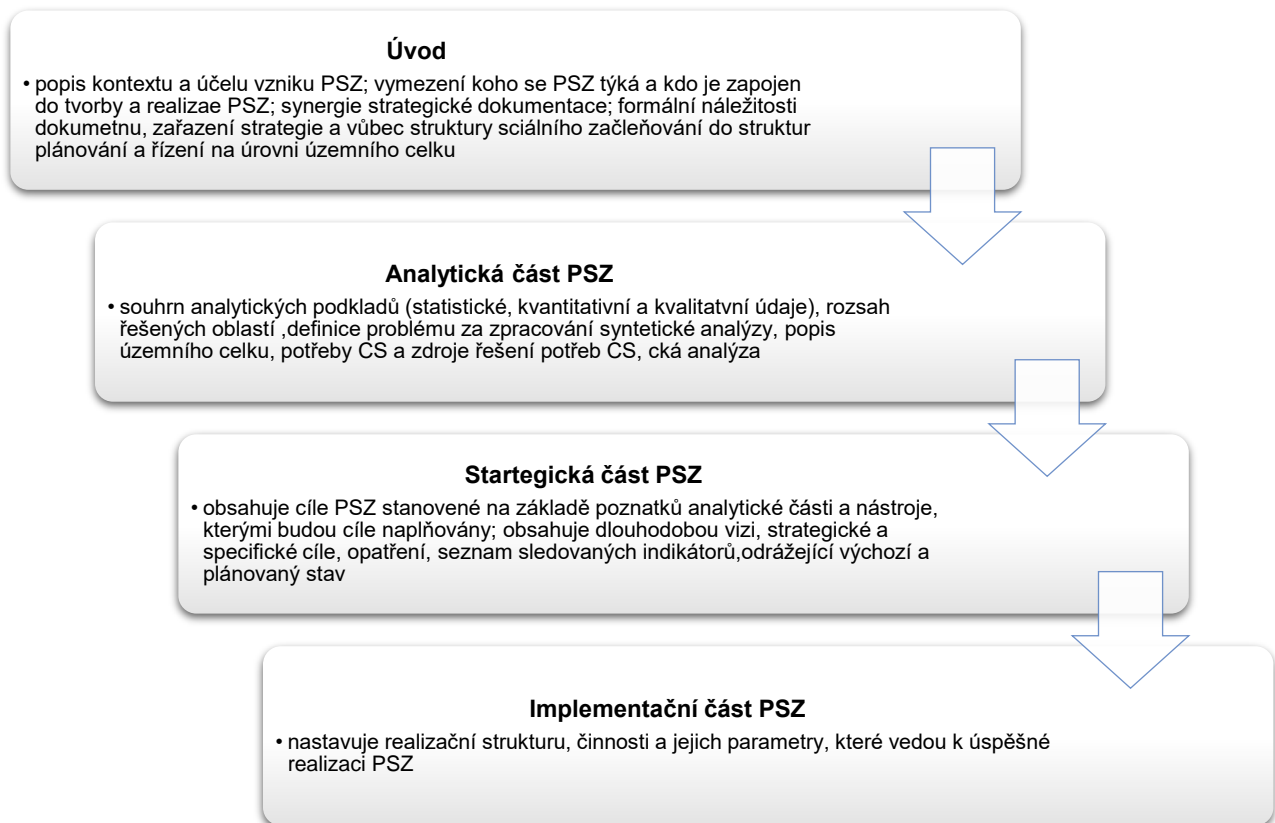 Úvod
• popis kontextu a účelu vzniku PSZ; vymezení koho se PSZ týká a kdo je zapojen
do tvorby a realizae PSZ; synergie strategické dokumentace; formální náležitosti
dokumetnu, zařazení strategie a vůbec struktury sciálního začleňování do struktur
plánování a řízení na úrovni územního celku
Analytická část PSZ
• souhrn analytických podkladů (statistické, kvantitativní a kvalitatvní údaje), rozsah
řešených oblastí ,definice problému za zpracování syntetické analýzy, popis
územního celku, potřeby CS a zdroje řešení potřeb CS, cká analýza
Startegická část PSZ
• obsahuje cíle PSZ stanovené na základě poznatků analytické části a nástroje,
kterými budou cíle naplňovány; obsahuje dlouhodobou vizi, strategické a
specifické cíle, opatření, seznam sledovaných indikátorů,odrážející výchozí a
plánovaný stav
Implementační část PSZ
• nastavuje realizační strukturu, činnosti a jejich parametry, které vedou k úspěšné
realizaci PSZ